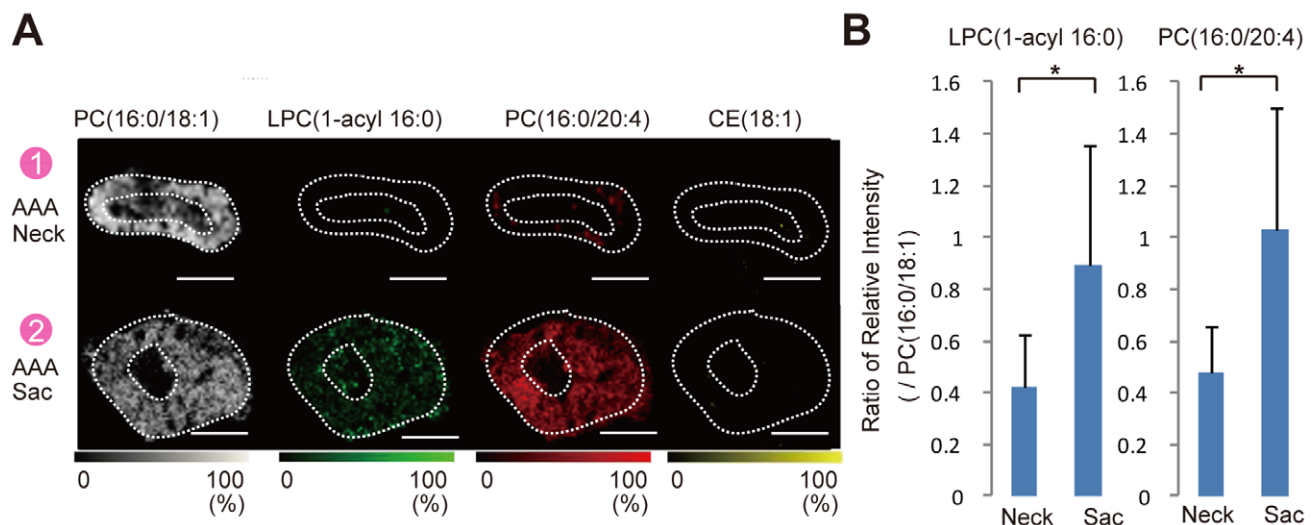 A
PC(16:0/18:1) LPC(1-acyl 16:0) PC(16:0/20:4) CE(18:1)
1
AAA
Neck
2
AAA
Sac
0 100 0 100 0 100 0 100
(%) (%) (%) (%)
B
LPC(1-acyl 16:0) PC(16:0/20:4)
* *
Ratio of Relative Intensity
( / PC(16:0/18:1)
1.6 1.6
1.4 1.4
1.2 1.2
1 1
0.8 0.8
0.6 0.6
0.4 0.4
0.2 0.2
0 0
Neck Sac Neck Sac